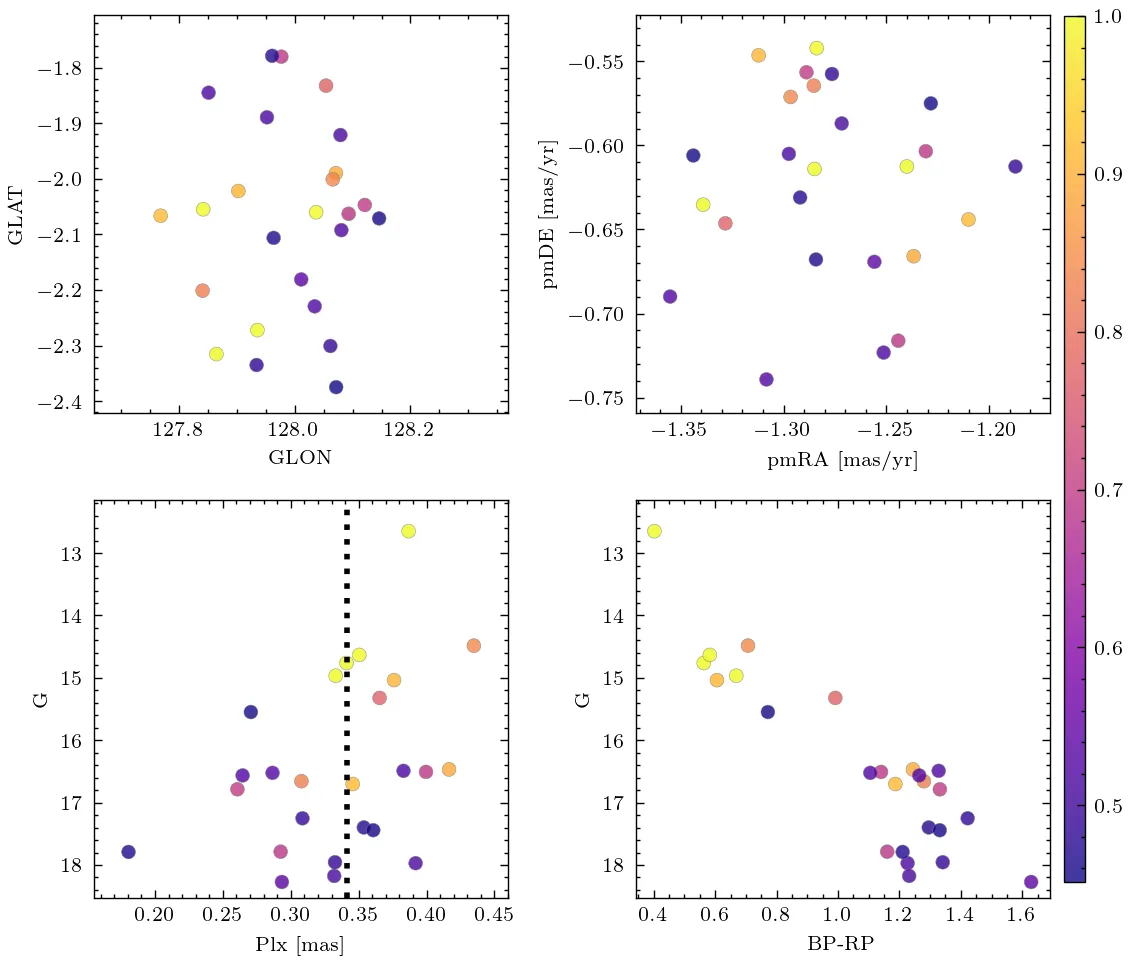 −1.8
−1.9
−2.0
−2.1
−2.2
−2.3
−2.4
GLAT
127.8 128.0 128.2
GLON
−0.55
−0.60
−0.65
−0.70
−0.75
pmDE [mas/yr]
−1.35 −1.30 −1.25 −1.20
pmRA [mas/yr]
1.0
0.9
0.8
0.7
0.6
0.5
13
14
15
16
17
18
G
0.20 0.25 0.30 0.35 0.40 0.45
Plx [mas]
13
14
15
16
17
18
G
0.4 0.6 0.8 1.0 1.2 1.4 1.6
BP-RP